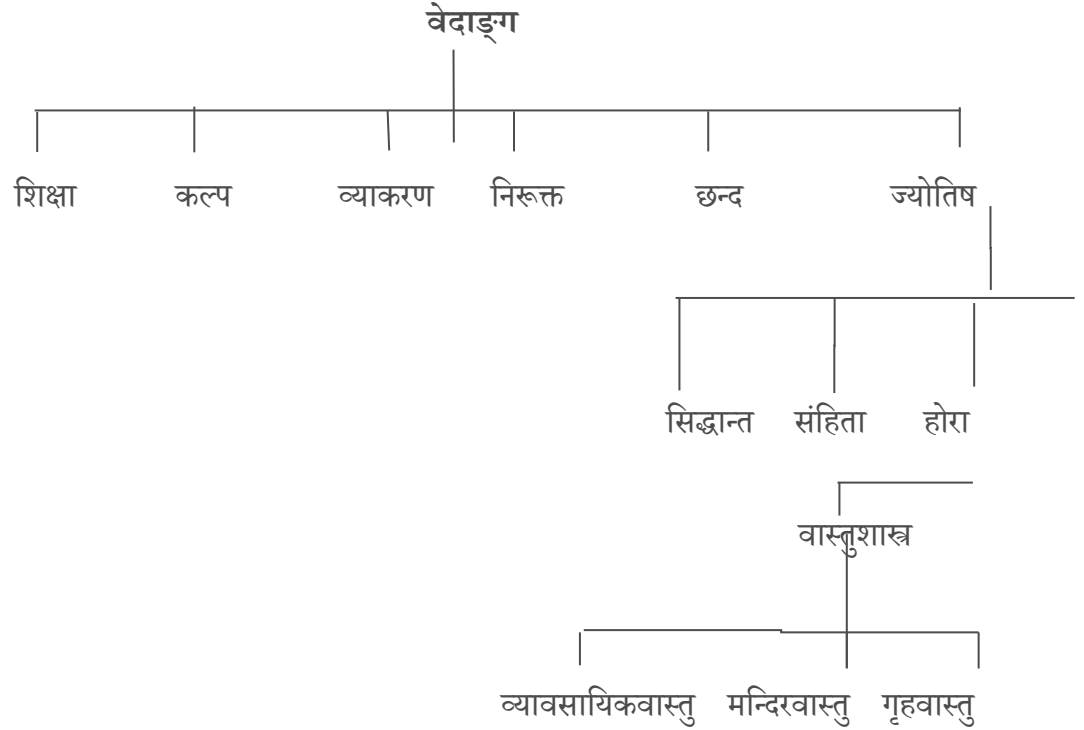 वेदाङ्ग
शिक्षा कल्प व्याकरण निरूक्त छन्द ज्योतिष
सिद्धान्त संहिता होरा
वास्तुशास्त्र
व्यावसायिकवास्तु मन्दिरवास्तु गृहवास्तु